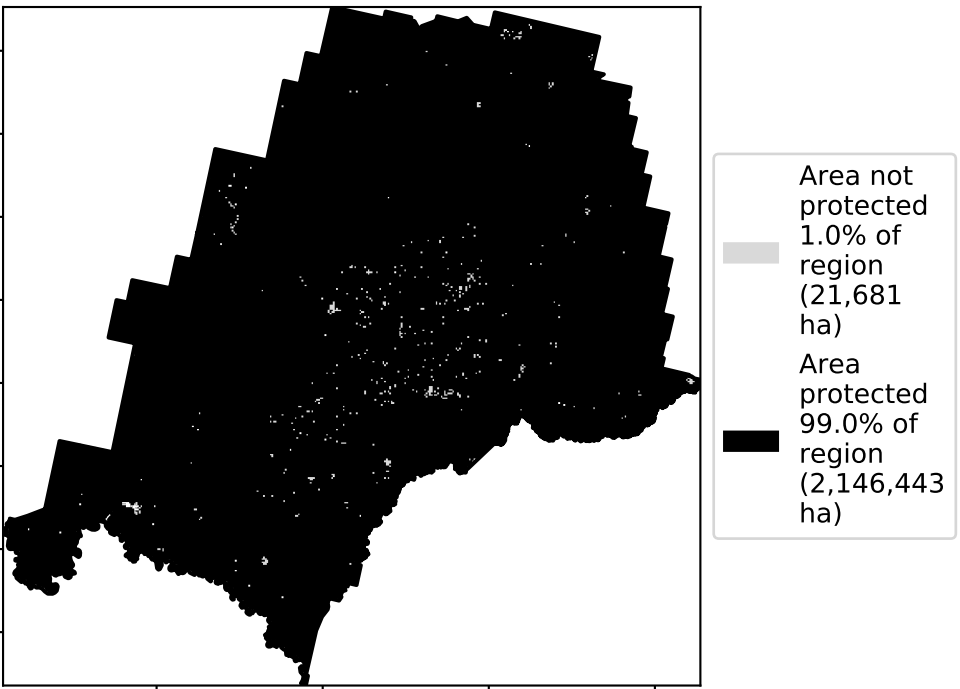 Area not
protected
1.0% of
region
(21,681
ha)
Area
protected
99.0% of
region
(2,146,443
ha)